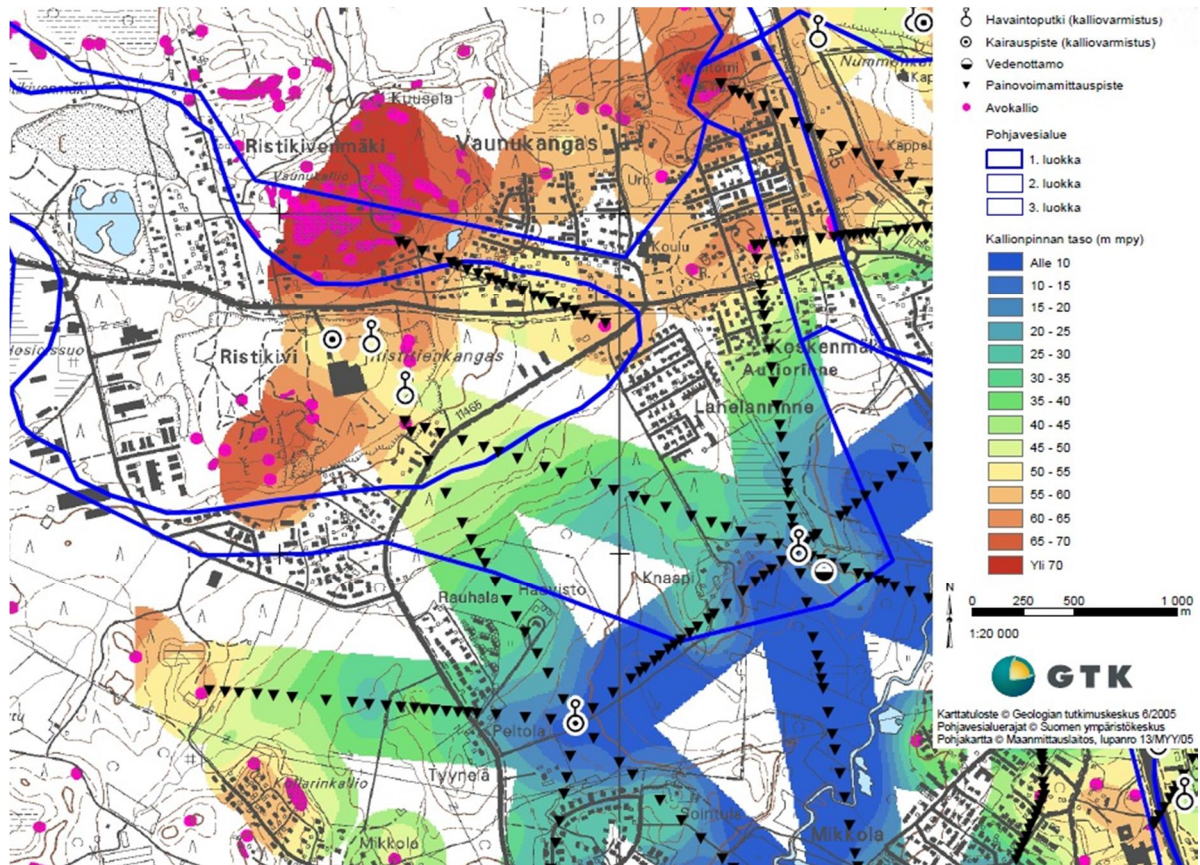 Havaintoputki (kalliovarmistus)
Kairauspiste (kalliovarmistus)
Vedenottamo
Painovoimamittauspiste
Avokallio
Pohjavesialue
1. luokka
2. luokka
3. luokka
Kallionpinnan taso (m mpy)
Alle 10
10 - 15
15 - 20
20 - 25
25 - 30
30 - 35
35 - 40
40 - 45
45 - 50
50 - 55
55 - 60
60 - 65
65 - 70
Yli 70
N
0 250 500 1 000
m
1:20 000
GTK
Karttatuloste © Geologian tutkimuskeskus 6/2005
Pohjavesialuerajat © Suomen ympäristökeskus
Pohjakartta © Maanmittauslaitos, lupanro 13/MYY/05
Kuusela
Ristikivenmäki
Vaunukangas
Vaunukallio
Urh.
Koulu
45
139
Ristikivi
Koskenmäki
Lahelanrinne
11465
Knaapi
Rauhala
Peltola
Tyynelä
Mikkola
Mikkola